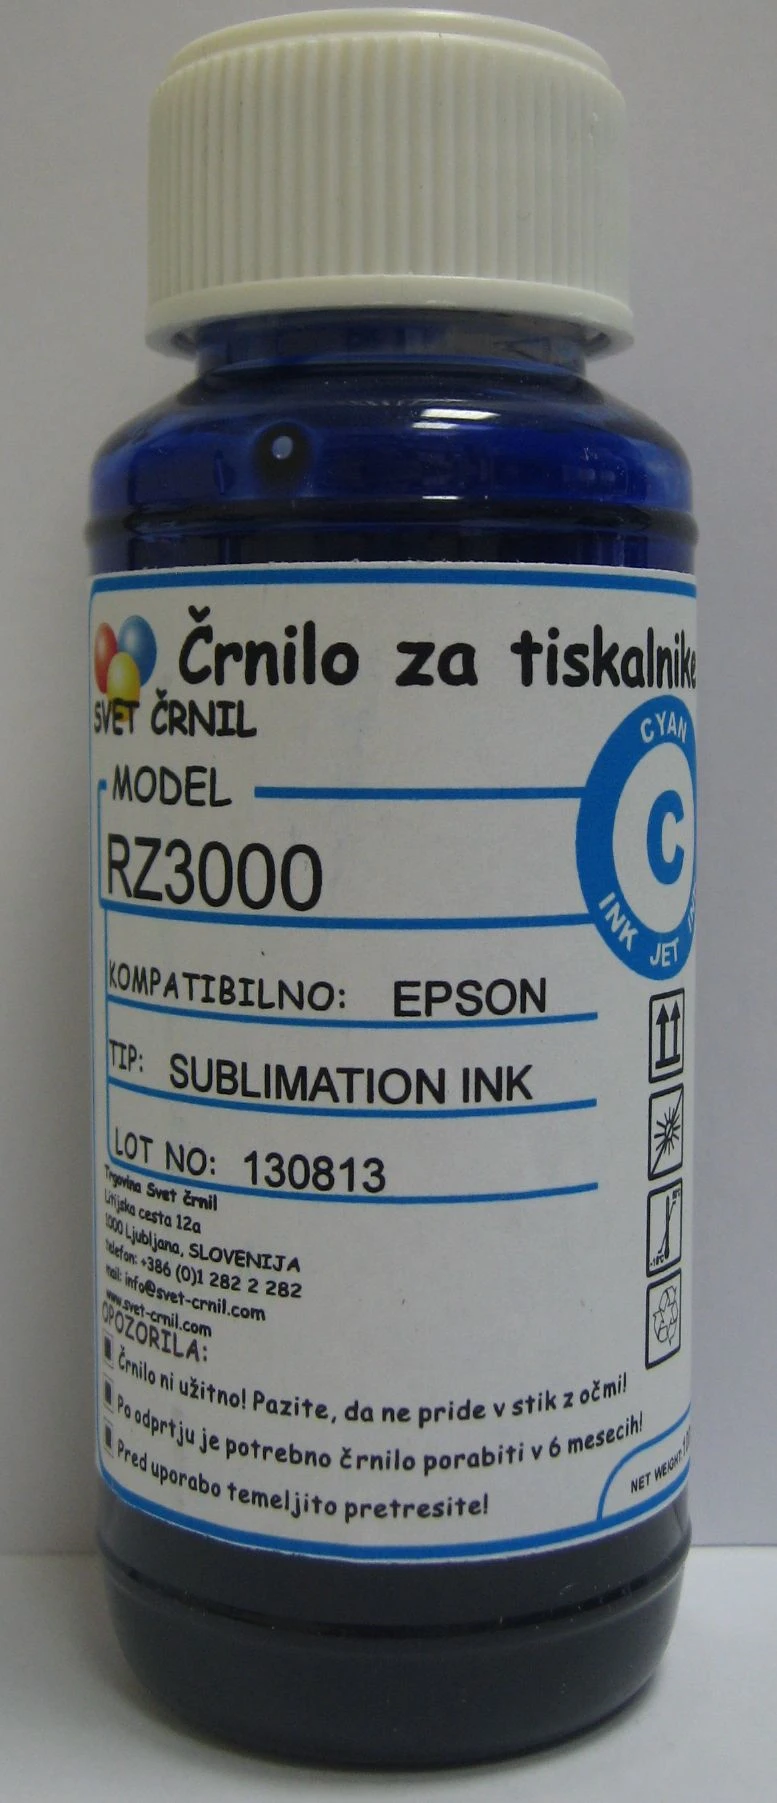 Črnilo za tiskalnike
SVET ČRNIL
CYAN
C
INK JET
MODEL
RZ3000
KOMPATIBILNO: EPSON
TIP: SUBLIMATION INK
LOT NO: 130813
Trgovina Svet črnil
Litijska cesta 12a
1000 Ljubljana, SLOVENIJA
telefon: +386 (0)1 282 2 282
mail: info@svet-crnil.com
www.svet-crnil.com
OPOZORILA:
Črnilo ni užitno! Pazite, da ne pride v stik z očmi!
Po odprtju je potrebno črnilo porabiti v 6 mesecih!
Pred uporabo temeljito pretresite!
NET WEIGHT: